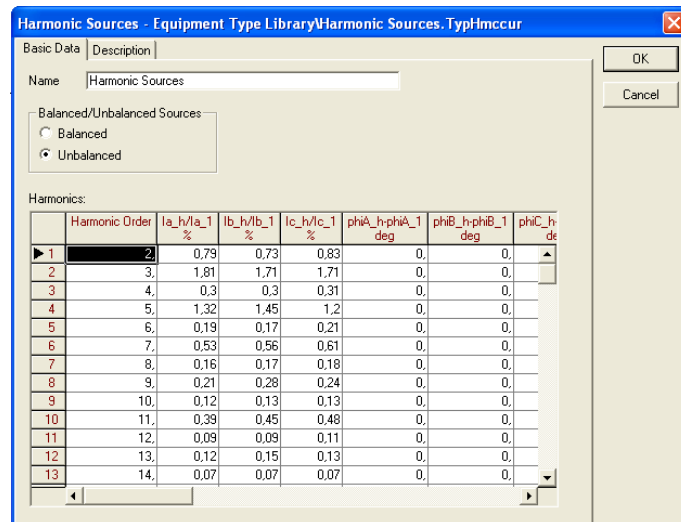 Harmonic Sources - Equipment Type Library\Harmonic Sources.TypHmccur
Basic Data Description
OK
Name Harmonic Sources
Cancel
Balanced/Unbalanced Sources
Balanced
Unbalanced
Harmonics:
Harmonic Order Ia_h/Ia_1 Ib_h/Ib_1 Ic_h/Ic_1 phiA_h-phiA_1 phiB_h-phiB_1 phiC_h-
% % % deg deg de
1 2, 0,79 0,73 0,83 0, 0,
2 3, 1,81 1,71 1,71 0, 0,
3 4, 0,3 0,3 0,31 0, 0,
4 5, 1,32 1,45 1,2 0, 0,
5 6, 0,19 0,17 0,21 0, 0,
6 7, 0,53 0,56 0,61 0, 0,
7 8, 0,16 0,17 0,18 0, 0,
8 9, 0,21 0,28 0,24 0, 0,
9 10, 0,12 0,13 0,13 0, 0,
10 11, 0,39 0,45 0,48 0, 0,
11 12, 0,09 0,09 0,11 0, 0,
12 13, 0,12 0,15 0,13 0, 0,
13 14, 0,07 0,07 0,07 0, 0,